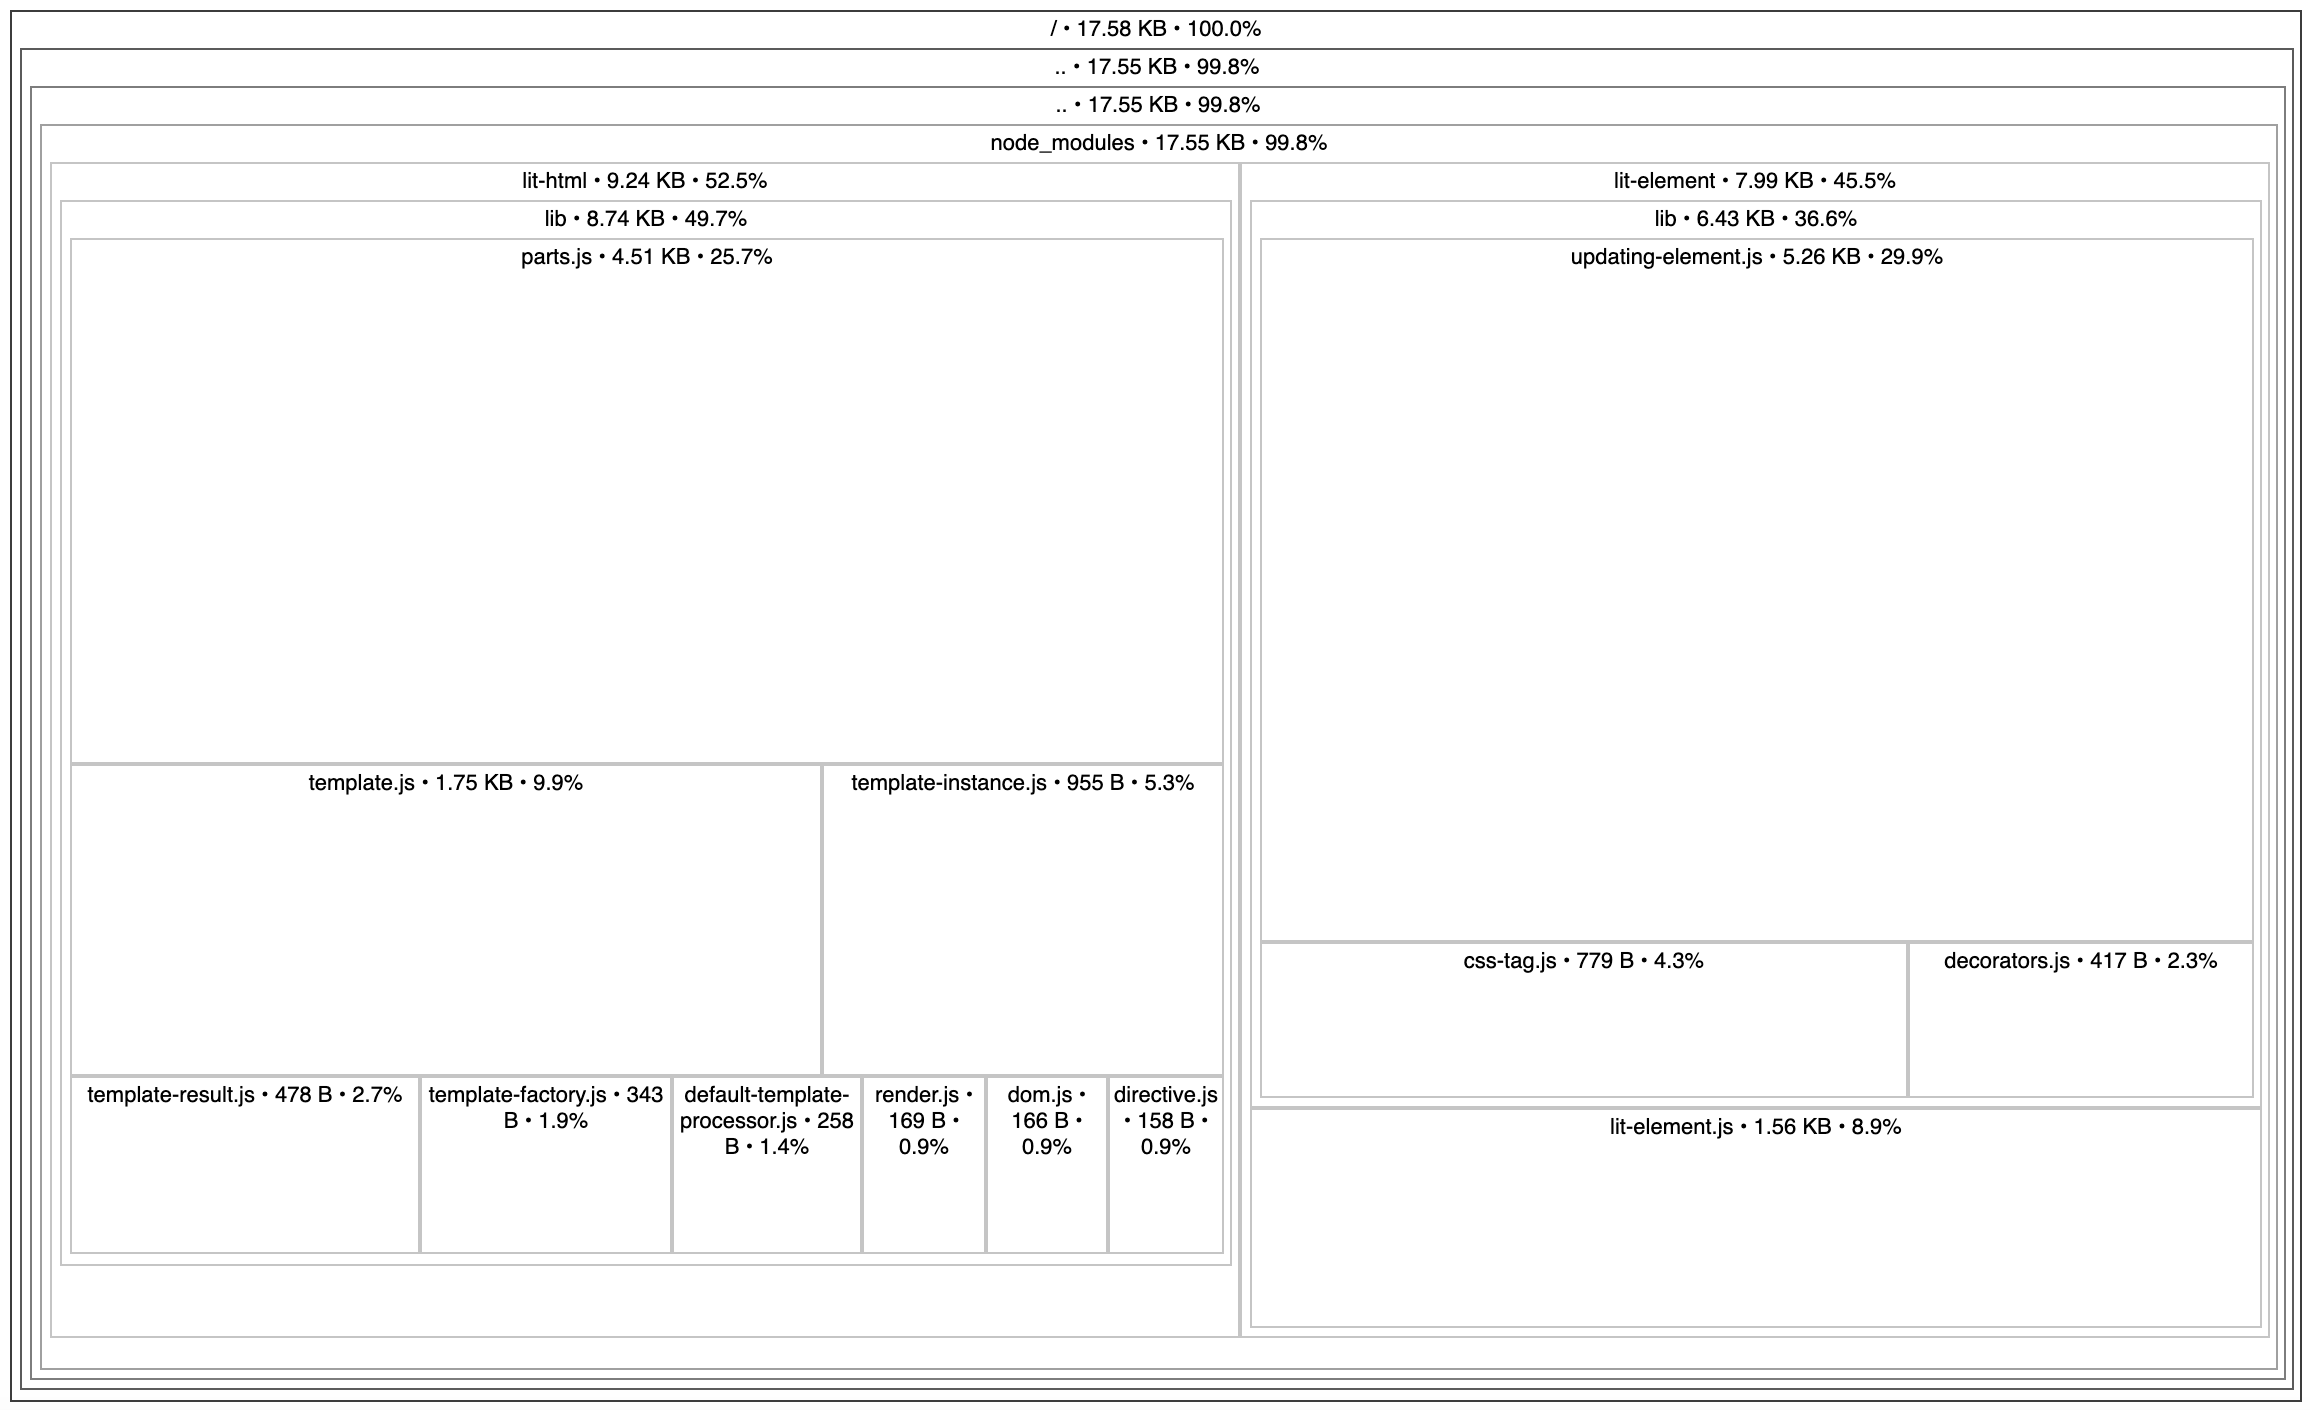 / • 17.58 KB • 100.0%
.. • 17.55 KB • 99.8%
.. • 17.55 KB • 99.8%
node_modules • 17.55 KB • 99.8%
lit-html • 9.24 KB • 52.5%
lib • 8.74 KB • 49.7%
parts.js • 4.51 KB • 25.7%
template.js • 1.75 KB • 9.9%
template-instance.js • 955 B • 5.3%
template-result.js • 478 B • 2.7%
template-factory.js • 343
B • 1.9%
default-template-
processor.js • 258
B • 1.4%
render.js •
169 B •
0.9%
dom.js •
166 B •
0.9%
directive.js
• 158 B •
0.9%
lit-element • 7.99 KB • 45.5%
lib • 6.43 KB • 36.6%
updating-element.js • 5.26 KB • 29.9%
css-tag.js • 779 B • 4.3%
decorators.js • 417 B • 2.3%
lit-element.js • 1.56 KB • 8.9%